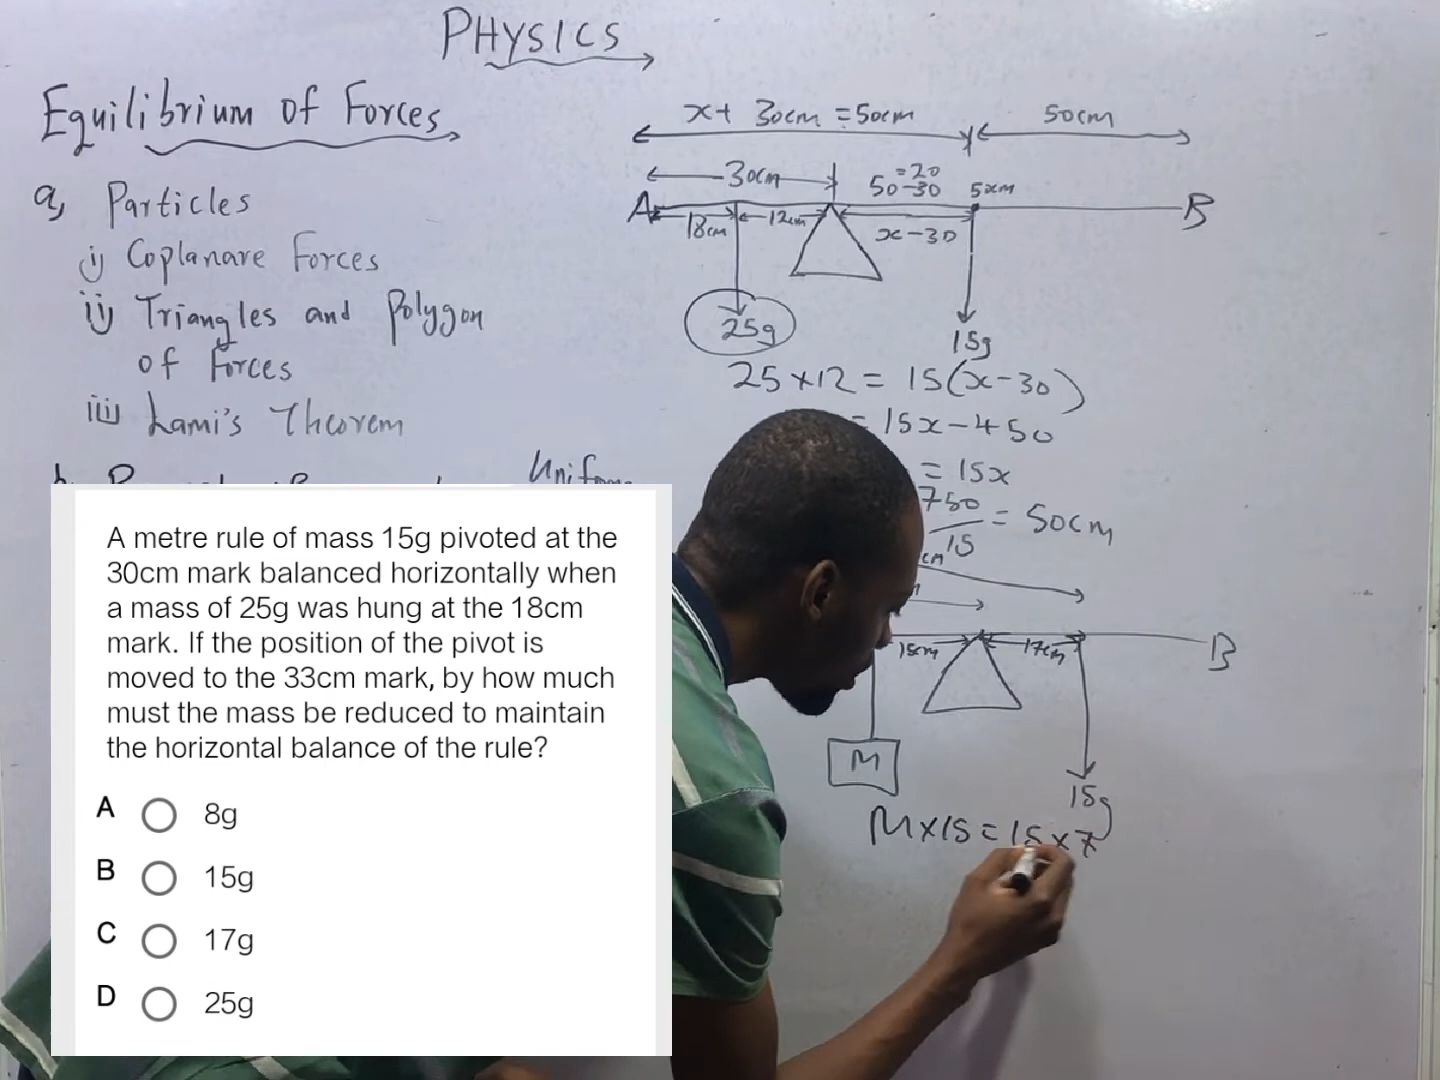 PHYSICS
Equilibrium of Forces
a, Particles
i) Coplanare Forces
ii) Triangles and Polygon
of Forces
iii) Lami's Theorem
x+ 30cm = 50cm
50cm
30cm
=20
50-30
50cm
A
18cm
12cm
x-30
B
25g
15g
25×12 = 15(x-30)
= 15x-450
= 15x
750
15
= 50cm
cm
15cm
17cm
B
M
15g
M×15 = 15×7
A metre rule of mass 15g pivoted at the
30cm mark balanced horizontally when
a mass of 25g was hung at the 18cm
mark. If the position of the pivot is
moved to the 33cm mark, by how much
must the mass be reduced to maintain
the horizontal balance of the rule?
A 8g
B 15g
C 17g
D 25g